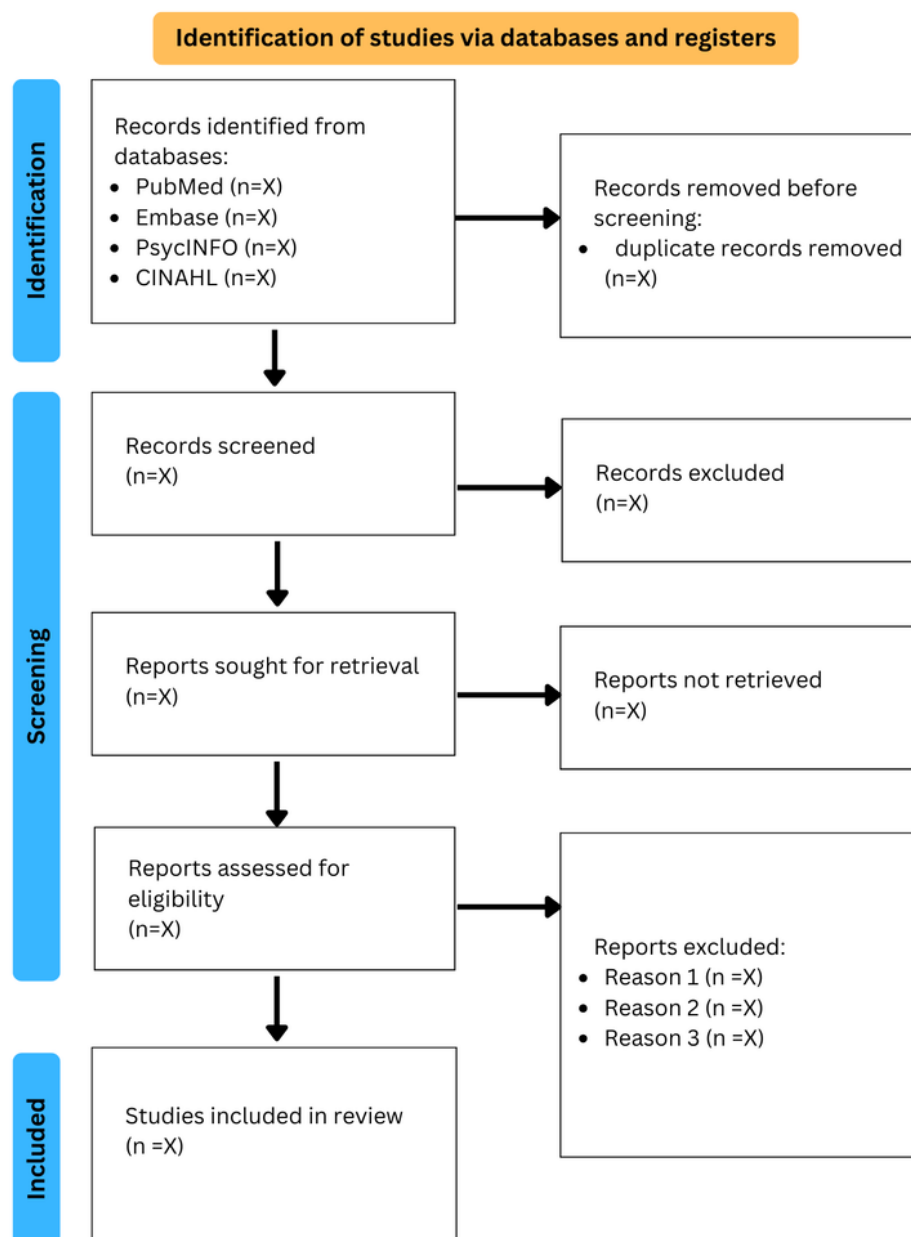 Identification of studies via databases and registers
Identification
Records identified from
databases:
• PubMed (n=X)
• Embase (n=X)
• PsycINFO (n=X)
• CINAHL (n=X)
Records removed before
screening:
• duplicate records removed
(n=X)
Screening
Records screened
(n=X)
Records excluded
(n=X)
Reports sought for retrieval
(n=X)
Reports not retrieved
(n=X)
Reports assessed for
eligibility
(n=X)
Reports excluded:
• Reason 1 (n =X)
• Reason 2 (n =X)
• Reason 3 (n =X)
Included
Studies included in review
(n =X)